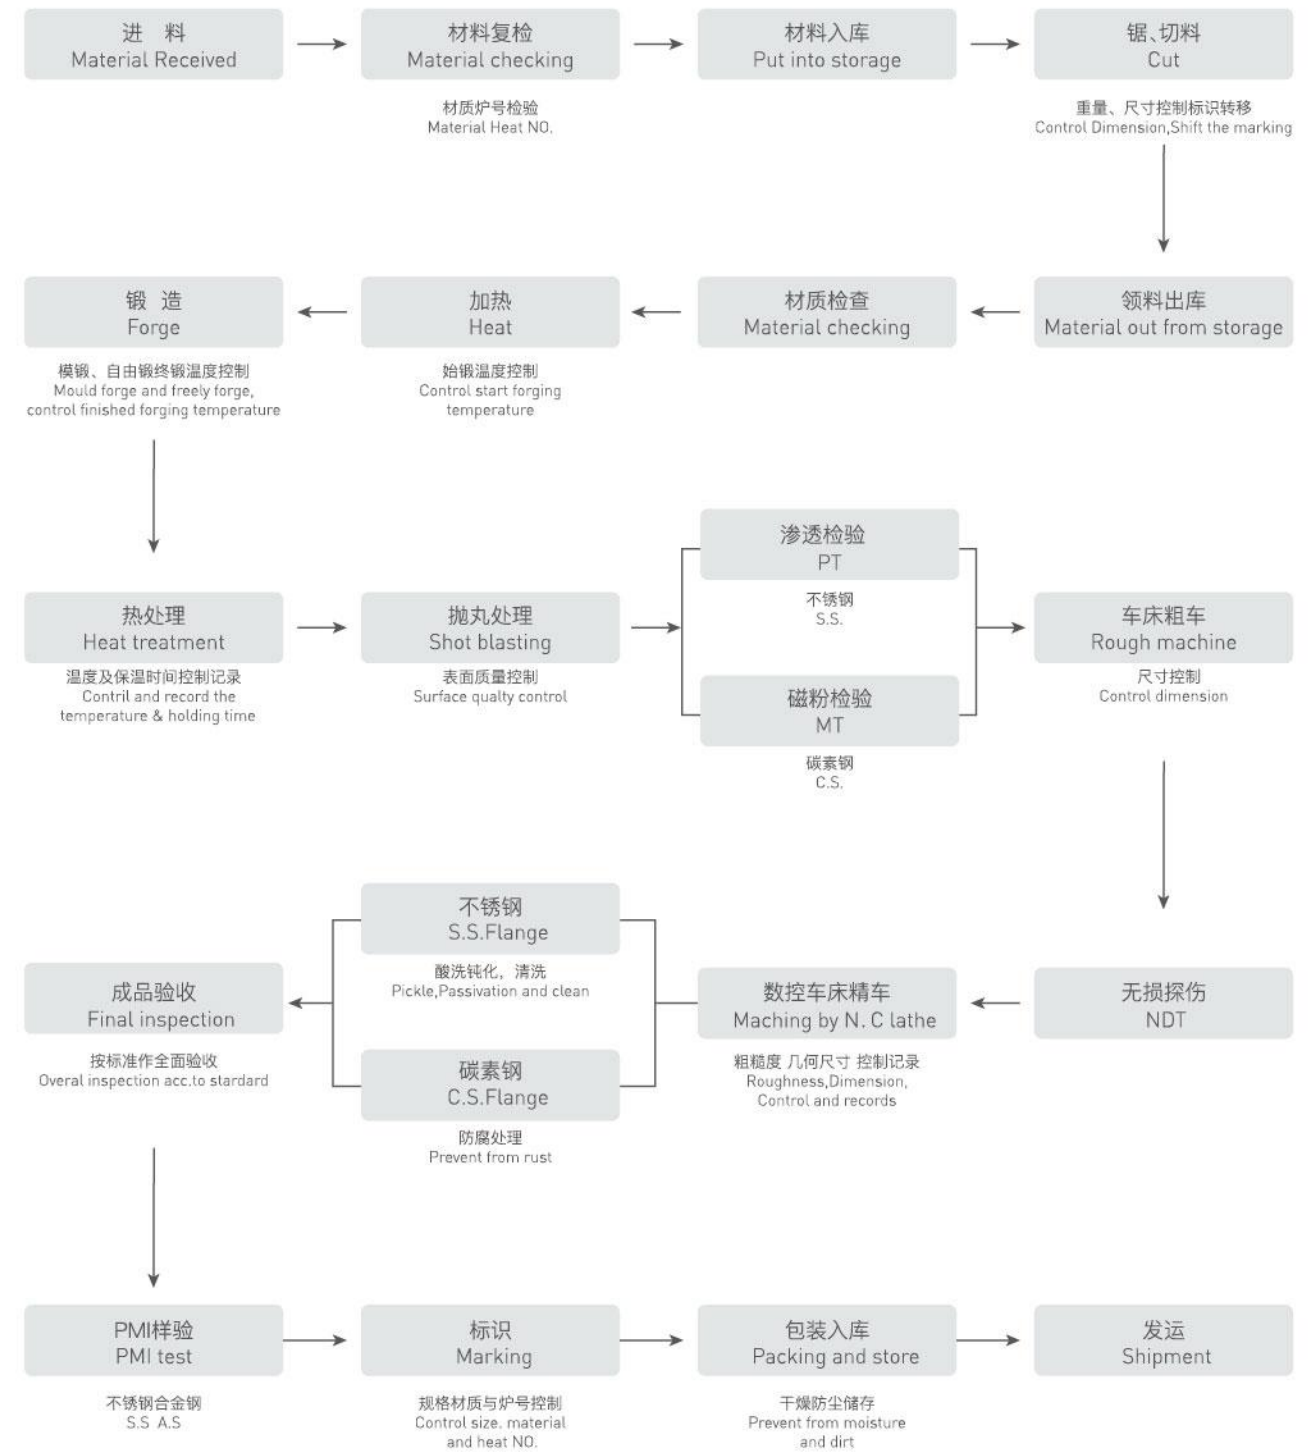 进 料
Material Received
材料复检
Material checking
材质炉号检验
Material Heat NO.
材料入库
Put into storage
锯、切料
Cut
重量、尺寸控制标识转移
Control Dimension,Shift the marking
领料出库
Material out from storage
材质检查
Material checking
加热
Heat
始锻温度控制
Control start forging
temperature
锻 造
Forge
模锻、自由锻终锻温度控制
Mould forge and freely forge,
control finished forging temperature
热处理
Heat treatment
温度及保温时间控制记录
Contril and record the
temperature & holding time
抛丸处理
Shot blasting
表面质量控制
Surface qualty control
渗透检验
PT
不锈钢
S.S.
磁粉检验
MT
碳素钢
C.S.
车床粗车
Rough machine
尺寸控制
Control dimension
无损探伤
NDT
数控车床精车
Maching by N. C lathe
粗糙度 几何尺寸 控制记录
Roughness,Dimension,
Control and records
不锈钢
S.S.Flange
酸洗钝化，清洗
Pickle,Passivation and clean
碳素钢
C.S.Flange
防腐处理
Prevent from rust
成品验收
Final inspection
按标准作全面验收
Overal inspection acc.to stardard
PMI样验
PMI test
不锈钢合金钢
S.S A.S
标识
Marking
规格材质与炉号控制
Control size. material
and heat NO.
包装入库
Packing and store
干燥防尘储存
Prevent from moisture
and dirt
发运
Shipment